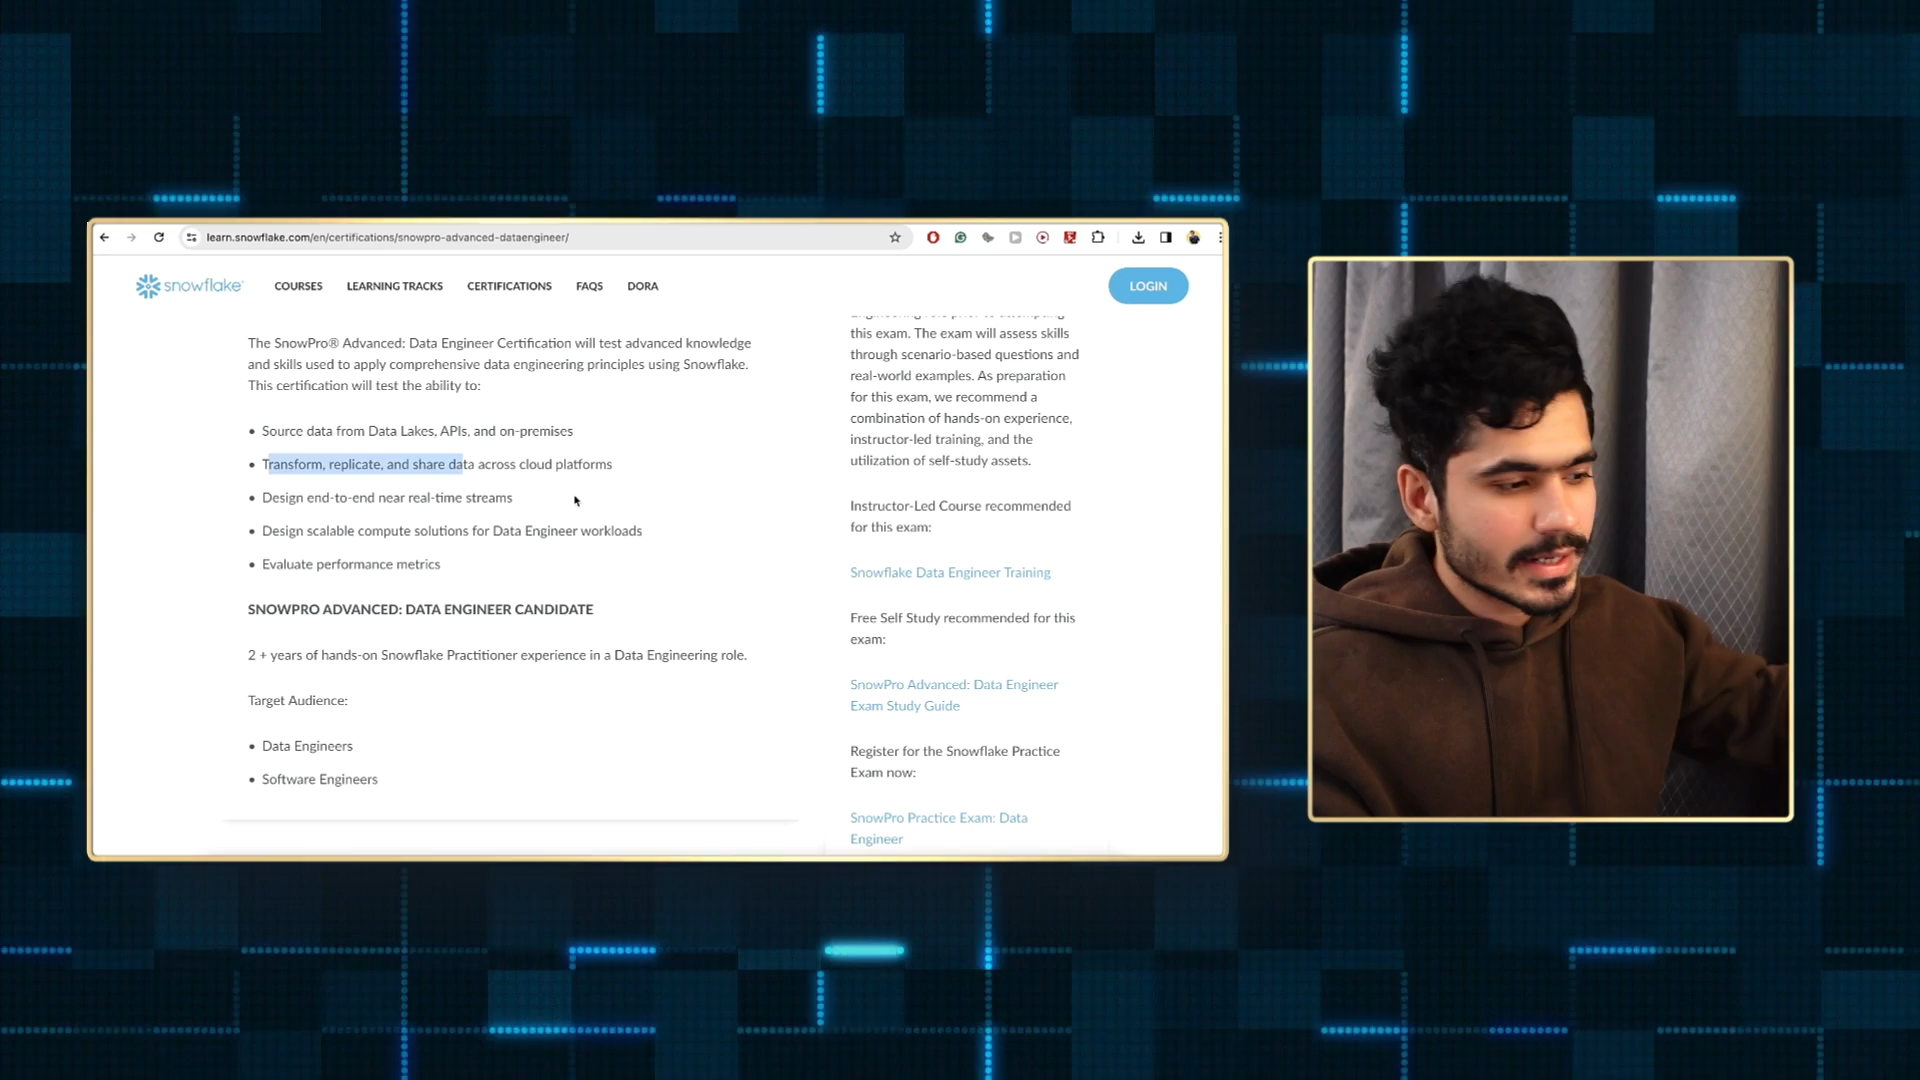 learn.snowflake.com/en/certifications/snowpro-advanced-dataengineer/
snowflake
COURSES
LEARNING TRACKS
CERTIFICATIONS
FAQS
DORA
LOGIN
The SnowPro® Advanced: Data Engineer Certification will test advanced knowledge
and skills used to apply comprehensive data engineering principles using Snowflake.
This certification will test the ability to:
• Source data from Data Lakes, APIs, and on-premises
• Transform, replicate, and share data across cloud platforms
• Design end-to-end near real-time streams
• Design scalable compute solutions for Data Engineer workloads
• Evaluate performance metrics
SNOWPRO ADVANCED: DATA ENGINEER CANDIDATE
2 + years of hands-on Snowflake Practitioner experience in a Data Engineering role.
Target Audience:
• Data Engineers
• Software Engineers
this exam. The exam will assess skills
through scenario-based questions and
real-world examples. As preparation
for this exam, we recommend a
combination of hands-on experience,
instructor-led training, and the
utilization of self-study assets.
Instructor-Led Course recommended
for this exam:
Snowflake Data Engineer Training
Free Self Study recommended for this
exam:
SnowPro Advanced: Data Engineer
Exam Study Guide
Register for the Snowflake Practice
Exam now:
SnowPro Practice Exam: Data
Engineer